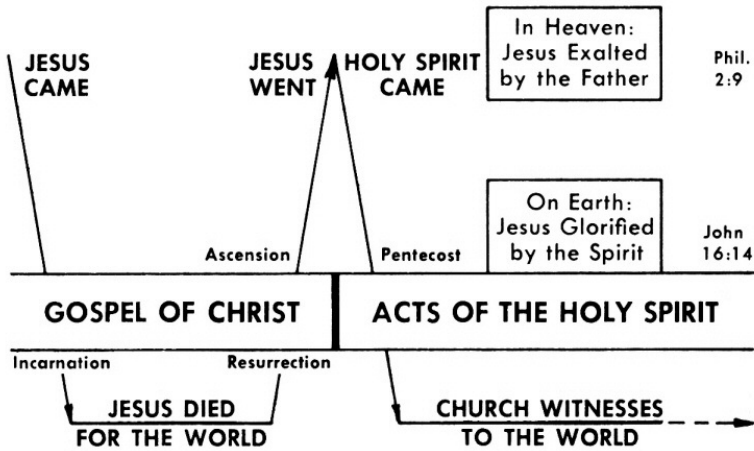 JESUS
CAME
JESUS
WENT
HOLY SPIRIT
CAME
In Heaven:
Jesus Exalted
by the Father
Phil.
2:9
Ascension
Pentecost
On Earth:
Jesus Glorified
by the Spirit
John
16:14
GOSPEL OF CHRIST
ACTS OF THE HOLY SPIRIT
Incarnation
Resurrection
JESUS DIED
FOR THE WORLD
CHURCH WITNESSES
TO THE WORLD